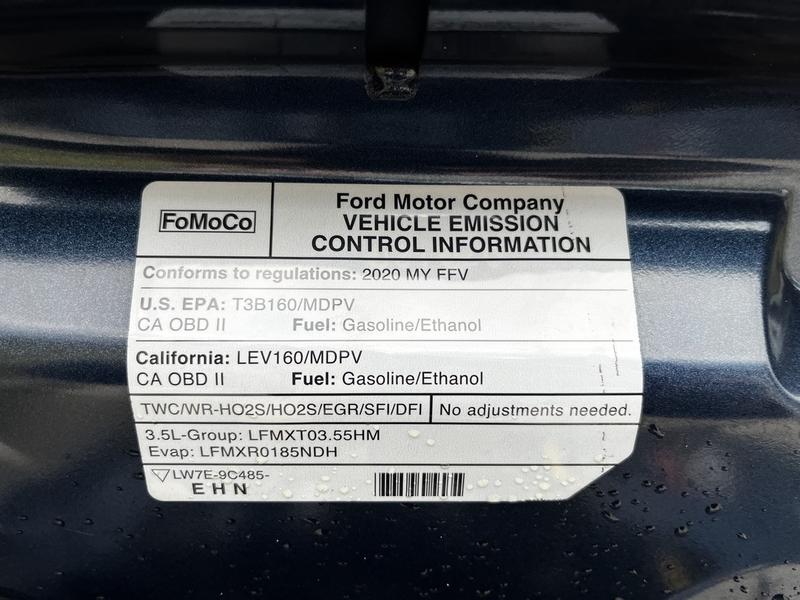 FoMoCo
Ford Motor Company
VEHICLE EMISSION
CONTROL INFORMATION
Conforms to regulations: 2020 MY FFV
U.S. EPA: T3B160/MDPV
CA OBD II Fuel: Gasoline/Ethanol
California: LEV160/MDPV
CA OBD II Fuel: Gasoline/Ethanol
TWC/WR-HO2S/HO2S/EGR/SFI/DFI No adjustments needed.
3.5L-Group: LFMXT03.55HM
Evap: LFMXR0185NDH
LW7E-9C485-
EHN